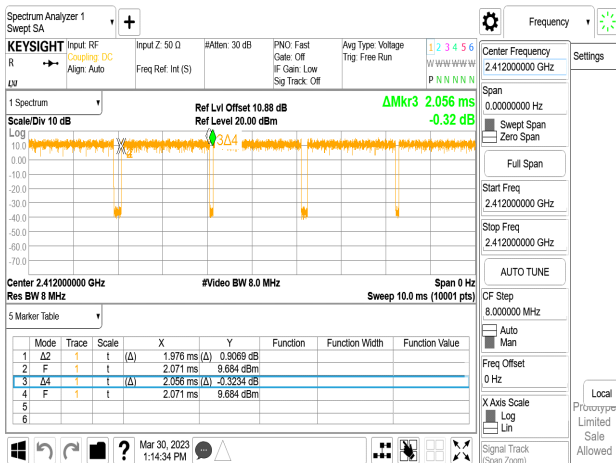 Spectrum Analyzer 1
Swept SA
Frequency
KEYSIGHT
R
Input: RF
Coupling: DC
Align: Auto
Input Z: 50 Ω
Freq Ref: Int (S)
#Atten: 30 dB
PNO: Fast
Gate: Off
IF Gain: Low
Sig Track: Off
Avg Type: Voltage
Trig: Free Run
1 2 3 4 5 6
W W W W W W
P N N N N N
1 Spectrum
Scale/Div 10 dB
Ref Lvl Offset 10.88 dB
Ref Level 20.00 dBm
ΔMkr3 2.056 ms
-0.32 dB
Log
10.0
0.00
-10.0
-20.0
-30.0
-40.0
-50.0
-60.0
-70.0
3Δ4
Center 2.412000000 GHz
Res BW 8 MHz
#Video BW 8.0 MHz
Span 0 Hz
Sweep 10.0 ms (10001 pts)
5 Marker Table
Mode Trace Scale X Y Function Function Width Function Value
1 Δ2 1 t (Δ) 1.976 ms (Δ) 0.9069 dB
2 F 1 t 2.071 ms 9.684 dBm
3 Δ4 1 t (Δ) 2.056 ms (Δ) -0.3234 dB
4 F 1 t 2.071 ms 9.684 dBm
5
6
?
Mar 30, 2023
1:14:34 PM
Center Frequency
2.412000000 GHz
Span
0.00000000 Hz
Swept Span
Zero Span
Full Span
Start Freq
2.412000000 GHz
Stop Freq
2.412000000 GHz
AUTO TUNE
CF Step
8.000000 MHz
Auto
Man
Freq Offset
0 Hz
X Axis Scale
Log
Lin
Signal Track
(Span Zoom)
Settings
Local
Prototype
Limited
Sale
Allowed